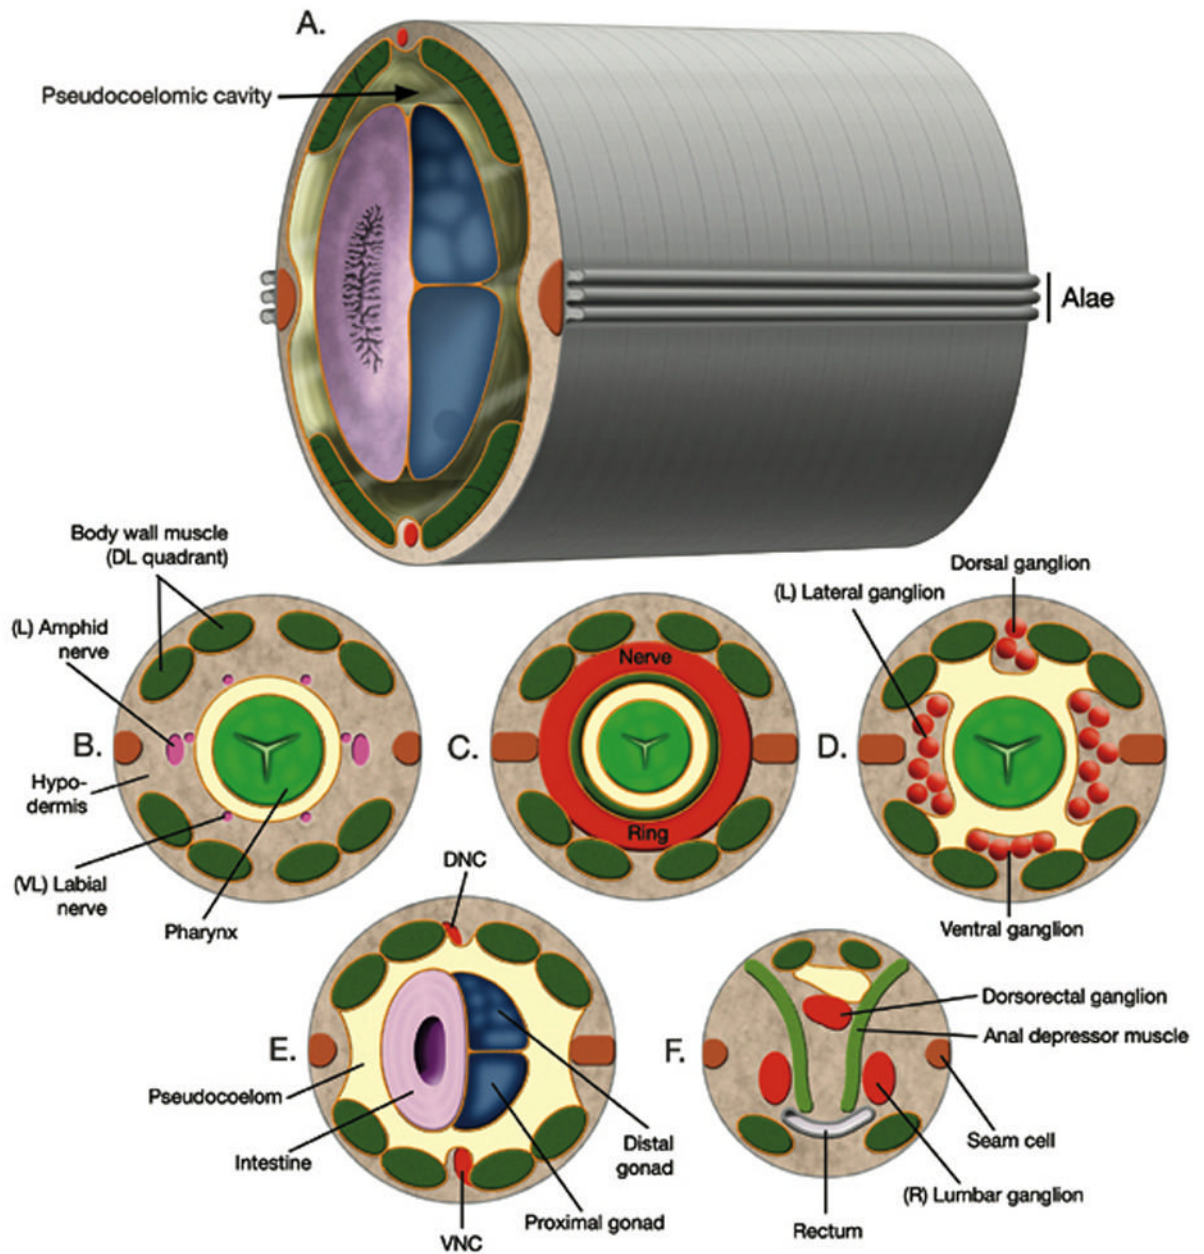 A.
Pseudocoelomic cavity
Alae
Body wall muscle
(DL quadrant)
(L) Amphid
nerve
B.
Hypo-
dermis
(VL) Labial
nerve
Pharynx
C.
Nerve
Ring
(L) Lateral ganglion
Dorsal ganglion
D.
Ventral ganglion
DNC
E.
Pseudocoelom
Intestine
VNC
Proximal gonad
Distal
gonad
F.
Dorsorectal ganglion
Anal depressor muscle
Seam cell
(R) Lumbar ganglion
Rectum